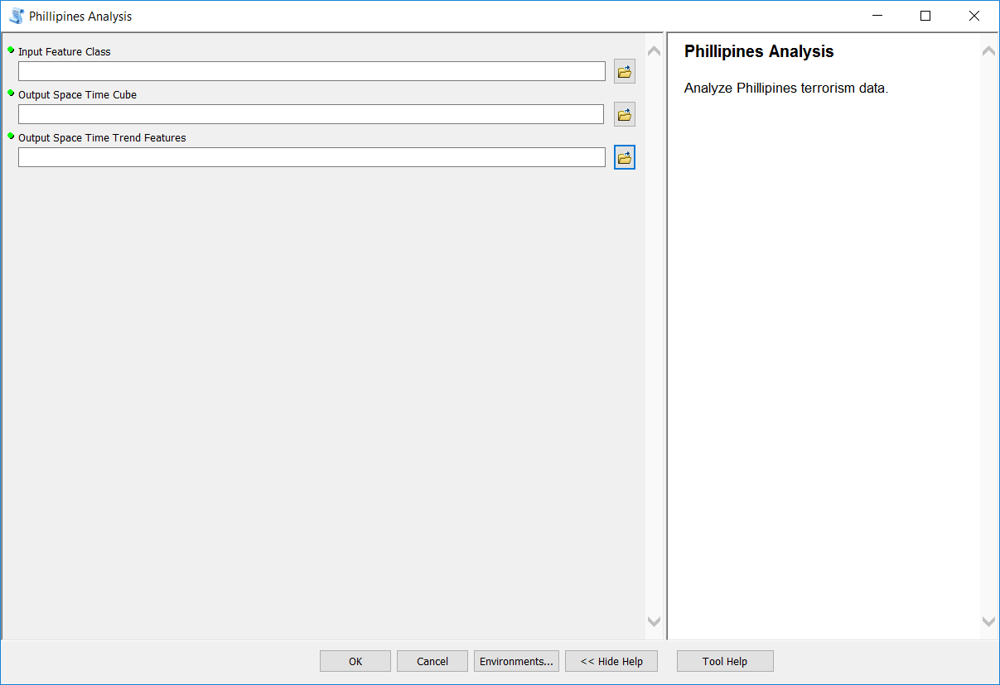 Phillipines Analysis
Input Feature Class
Output Space Time Cube
Output Space Time Trend Features
Phillipines Analysis
Analyze Phillipines terrorism data.
OK
Cancel
Environments...
<< Hide Help
Tool Help